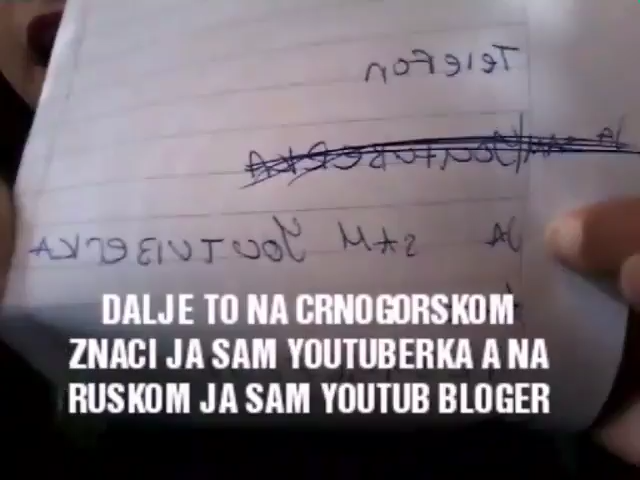 TeleFon
JA SAM YouTUBERKA
DALJE TO NA CRNOGORSKOM
ZNACI JA SAM YOUTUBERKA A NA
RUSKOM JA SAM YOUTUB BLOGER